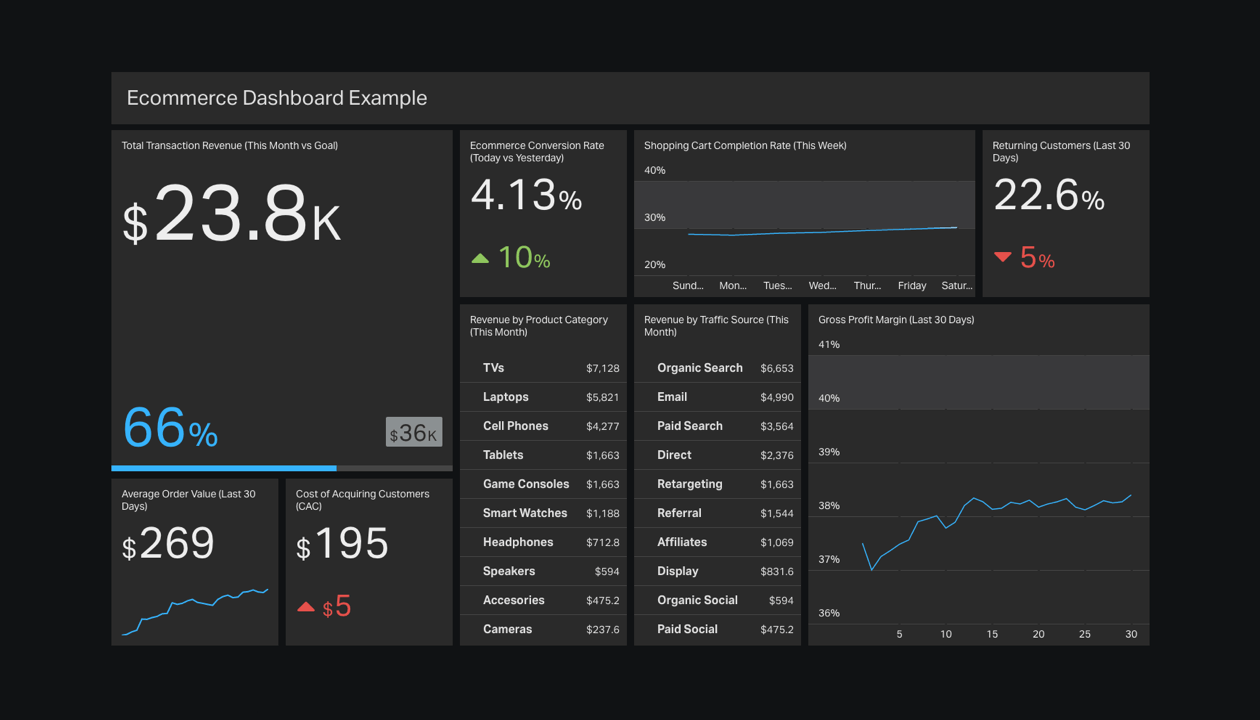 Ecommerce Dashboard Example
Total Transaction Revenue (This Month vs Goal)
$23.8K
66%
$36K
Ecommerce Conversion Rate
(Today vs Yesterday)
4.13%
10%
Shopping Cart Completion Rate (This Week)
40%
30%
20%
Sund... Mon... Tues... Wed... Thur... Friday Satur...
Returning Customers (Last 30
Days)
22.6%
5%
Average Order Value (Last 30
Days)
$269
Cost of Acquiring Customers
(CAC)
$195
$5
Revenue by Product Category
(This Month)
TVs $7,128
Laptops $5,821
Cell Phones $4,277
Tablets $1,663
Game Consoles $1,663
Smart Watches $1,188
Headphones $712.8
Speakers $594
Accesories $475.2
Cameras $237.6
Revenue by Traffic Source (This
Month)
Organic Search $6,653
Email $4,990
Paid Search $3,564
Direct $2,376
Retargeting $1,663
Referral $1,544
Affiliates $1,069
Display $831.6
Organic Social $594
Paid Social $475.2
Gross Profit Margin (Last 30 Days)
41%
40%
39%
38%
37%
36%
5 10 15 20 25 30